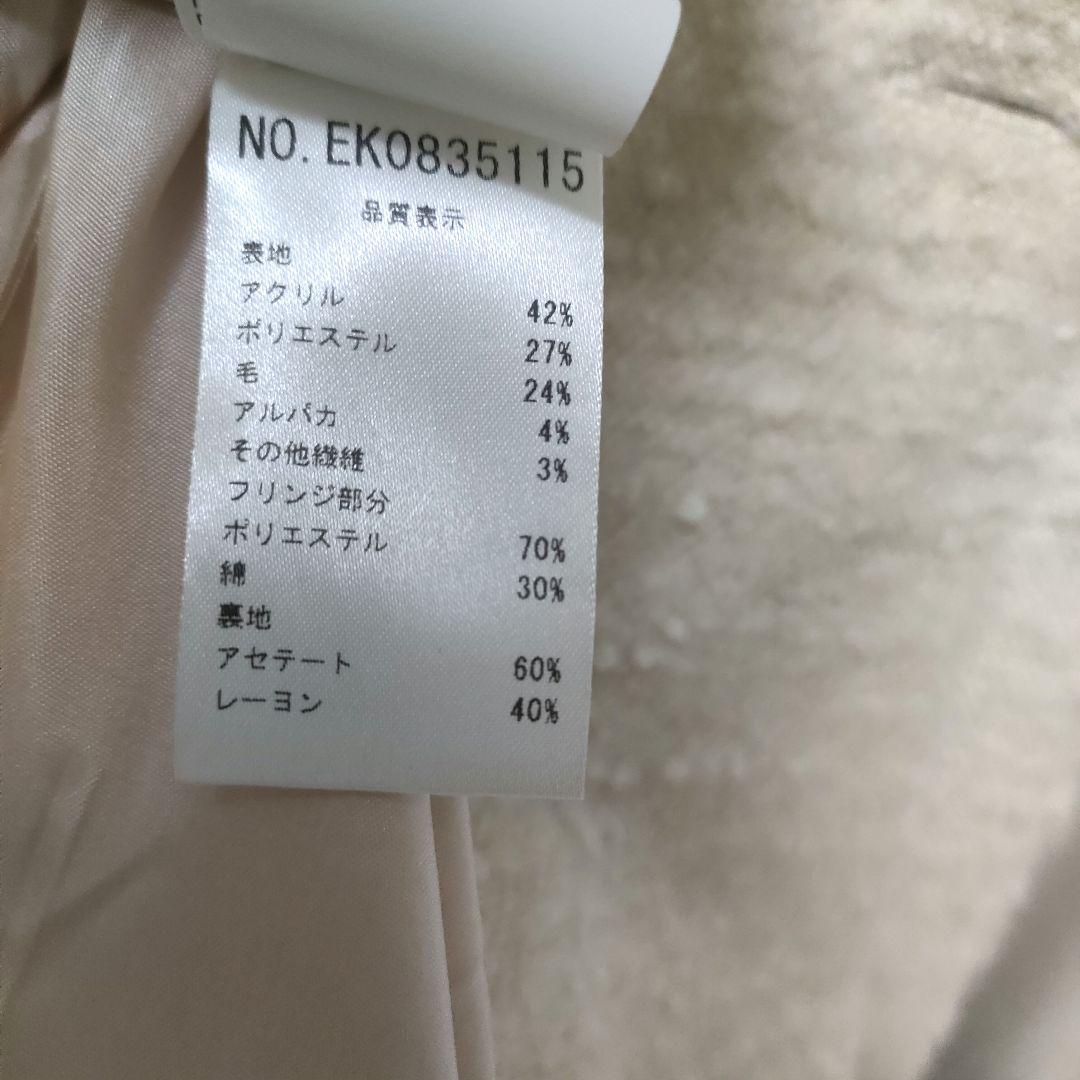 NO. EK0835115
品質表示
表地
アクリル 42%
ポリエステル 27%
毛 24%
アルパカ 4%
その他繊維 3%
フリンジ部分
ポリエステル 70%
綿 30%
裏地
アセテート 60%
レーヨン 40%